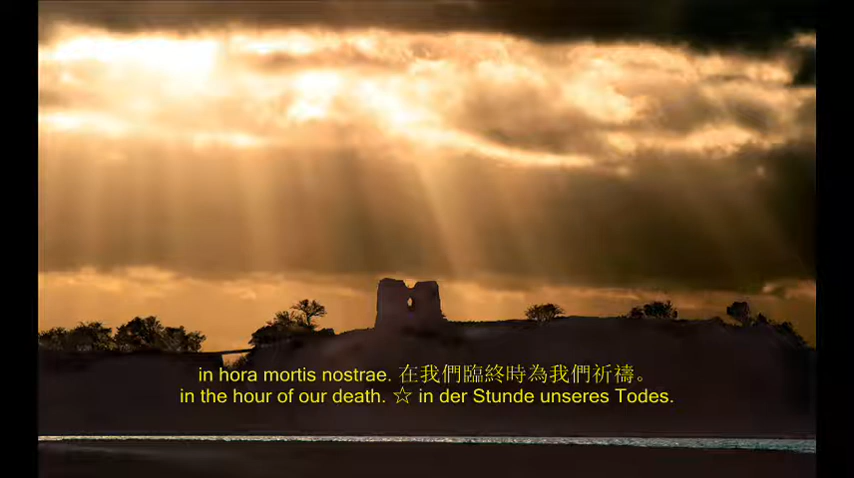 in hora mortis nostrae. 在我們臨終時為我們祈禱。
in the hour of our death. ☆ in der Stunde unseres Todes.